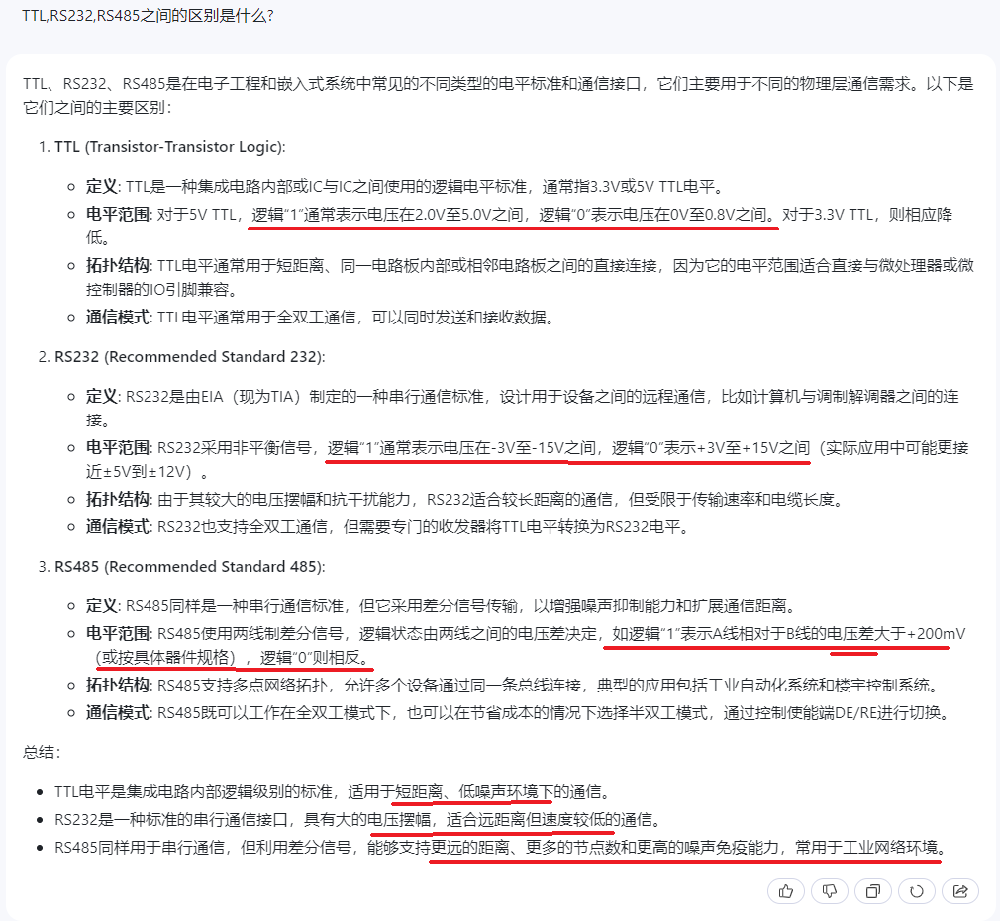 TTL,RS232,RS485之间的区别是什么?
TTL、RS232、RS485是在电子工程和嵌入式系统中常见的不同类型的电平标准和通信接口，它们主要用于不同的物理层通信需求。以下是
它们之间的主要区别：
1. TTL (Transistor-Transistor Logic):
定义: TTL是一种集成电路内部或IC与IC之间使用的逻辑电平标准，通常指3.3V或5V TTL电平。
电平范围: 对于5V TTL，逻辑“1”通常表示电压在2.0V至5.0V之间，逻辑“0”表示电压在0V至0.8V之间。对于3.3V TTL，则相应降
低。
拓扑结构: TTL电平通常用于短距离、同一电路板内部或相邻电路板之间的直接连接，因为它的电平范围适合直接与微处理器或微
控制器的IO引脚兼容。
通信模式: TTL电平通常用于全双工通信，可以同时发送和接收数据。
2. RS232 (Recommended Standard 232):
定义: RS232是由EIA（现为TIA）制定的一种串行通信标准，设计用于设备之间的远程通信，比如计算机与调制解调器之间的连
接。
电平范围: RS232采用非平衡信号，逻辑“1”通常表示电压在-3V至-15V之间，逻辑“0”表示+3V至+15V之间（实际应用中可能更接
近±5V到±12V）。
拓扑结构: 由于其较大的电压摆幅和抗干扰能力，RS232适合较长距离的通信，但受限于传输速率和电缆长度。
通信模式: RS232也支持全双工通信，但需要专门的收发器将TTL电平转换为RS232电平。
3. RS485 (Recommended Standard 485):
定义: RS485同样是一种串行通信标准，但它采用差分信号传输，以增强噪声抑制能力和扩展通信距离。
电平范围: RS485使用两线制差分信号，逻辑状态由两线之间的电压差决定，如逻辑“1”表示A线相对于B线的电压差大于+200mV
（或按具体器件规格），逻辑“0”则相反。
拓扑结构: RS485支持多点网络拓扑，允许多个设备通过同一条总线连接，典型的应用包括工业自动化系统和楼宇控制系统。
通信模式: RS485既可以工作在全双工模式下，也可以在节省成本的情况下选择半双工模式，通过控制使能端DE/RE进行切换。
总结：
TTL电平是集成电路内部逻辑级别的标准，适用于短距离、低噪声环境下的通信。
RS232是一种标准的串行通信接口，具有大的电压摆幅，适合远距离但速度较低的通信。
RS485同样用于串行通信，但利用差分信号，能够支持更远的距离、更多的节点数和更高的噪声免疫能力，常用于工业网络环境。